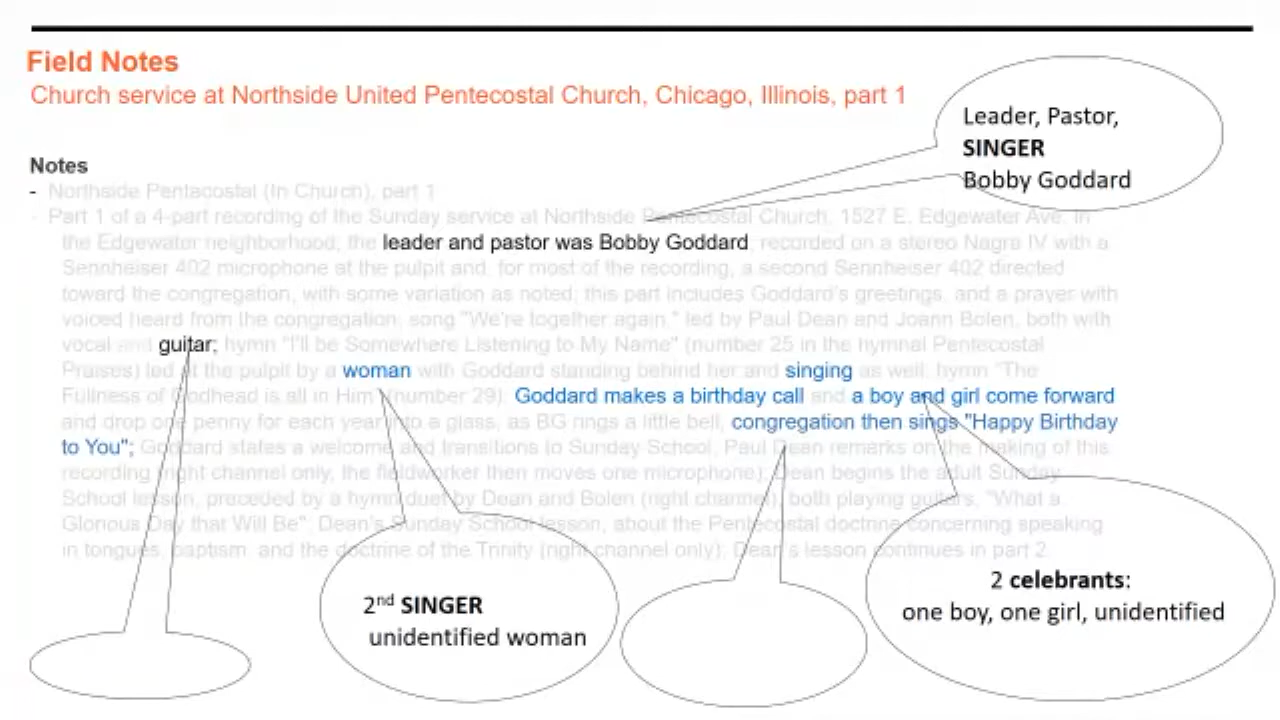 Field Notes
Church service at Northside United Pentecostal Church, Chicago, Illinois, part 1
Leader, Pastor,
SINGER
Bobby Goddard
Notes
- Northside Pentacostal (In Church), part 1
- Part 1 of a 4-part recording of the Sunday service at Northside Pentecostal Church, 1527 E. Edgewater Ave. in
the Edgewater neighborhood; the leader and pastor was Bobby Goddard, recorded on a stereo Nagra IV with a
Sennheiser 402 microphone at the pulpit and, for most of the recording, a second Sennheiser 402 directed
toward the congregation, with some variation as noted; this part includes Goddard's greetings, and a prayer with
voiced heard from the congregation; song "We're together again," led by Paul Dean and Joann Bolen, both with
vocal and guitar; hymn "I'll be Somewhere Listening to My Name" (number 25 in the hymnal Pentecostal
Praises) led at the pulpit by a woman with Goddard standing behind her and singing as well; hymn "The
Fullness of Godhead is all in Him" (number 29). Goddard makes a birthday call and a boy and girl come forward
and drop one penny for each year into a glass, as BG rings a little bell, congregation then sings "Happy Birthday
to You"; Goddard states a welcome and transitions to Sunday School; Paul Dean remarks on the making of this
recording (right channel only, the fieldworker then moves one microphone); Dean begins the adult Sunday
School lesson, preceded by a hymn duet by Dean and Bolen (right channel), both playing guitars, "What a
Glorious Day that Will Be"; Dean's Sunday School lesson, about the Pentecostal doctrine concerning speaking
in tongues, baptism, and the doctrine of the Trinity (right channel only); Dean's lesson continues in part 2.
2nd SINGER
unidentified woman
2 celebrants:
one boy, one girl, unidentified